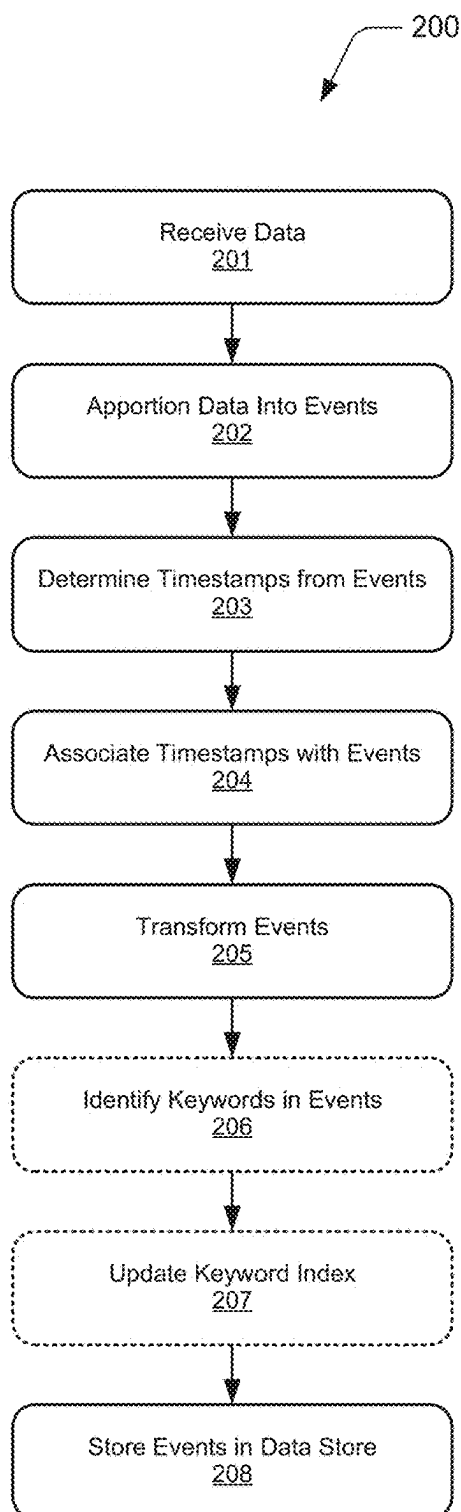 200
Receive Data
201
Apportion Data Into Events
202
Determine Timestamps from Events
203
Associate Timestamps with Events
204
Transform Events
205
Identify Keywords in Events
206
Update Keyword Index
207
Store Events in Data Store
208